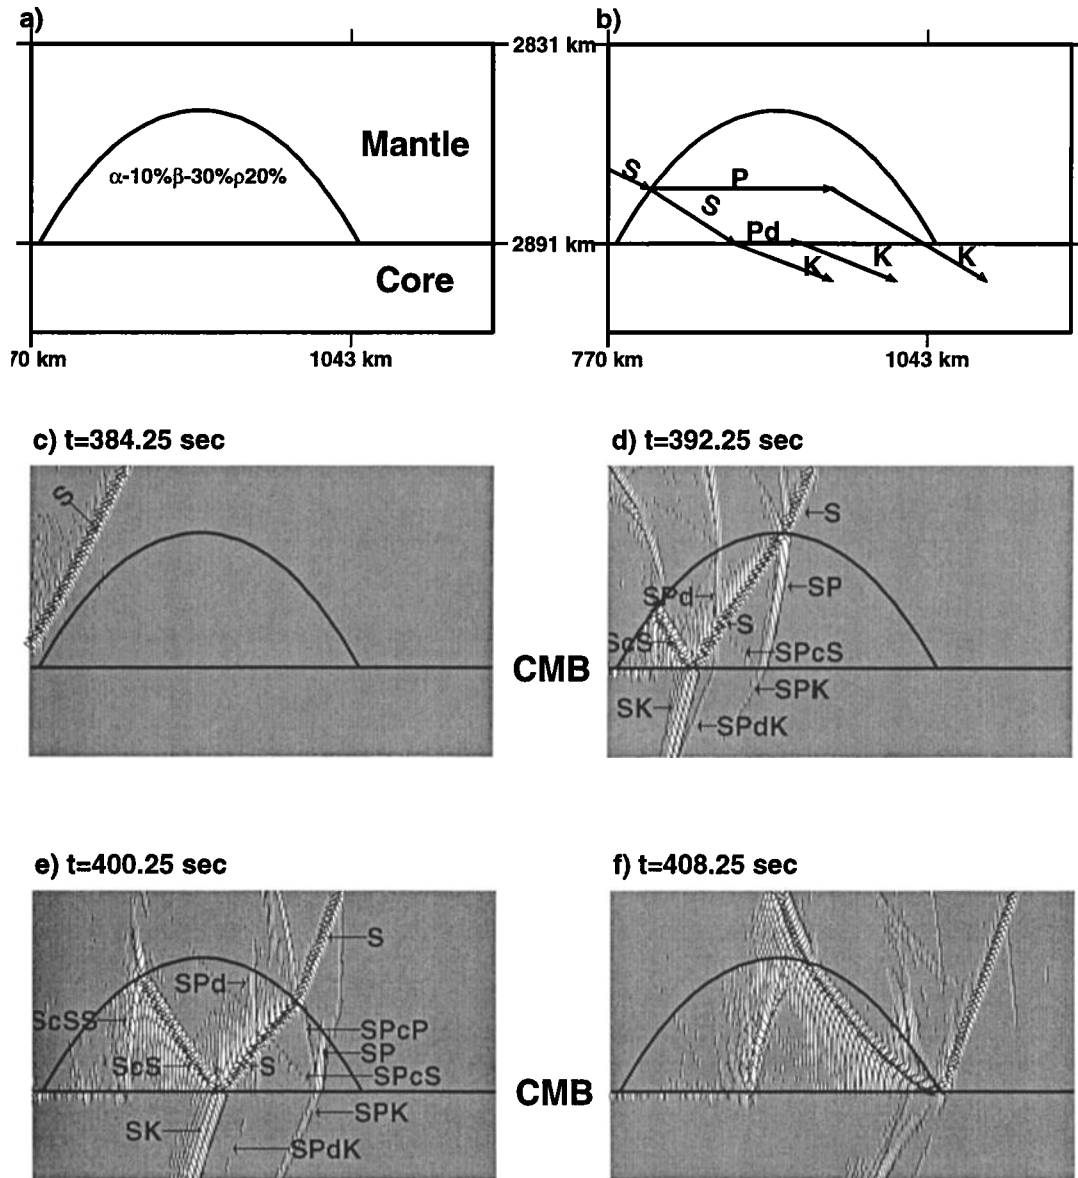 a)
b)
2831 km
Mantle
α-10%β-30%ρ20%
S
P
S
Pd
2891 km
K
K
K
Core
70 km
1043 km
770 km
1043 km
c) t=384.25 sec
d) t=392.25 sec
S
S
SPd
SP
S
ScS
SPcS
CMB
SPK
SK
SPdK
e) t=400.25 sec
f) t=408.25 sec
S
SPd
ScSS
SPcP
SP
ScS
S
SPcS
CMB
SPK
SK
SPdK